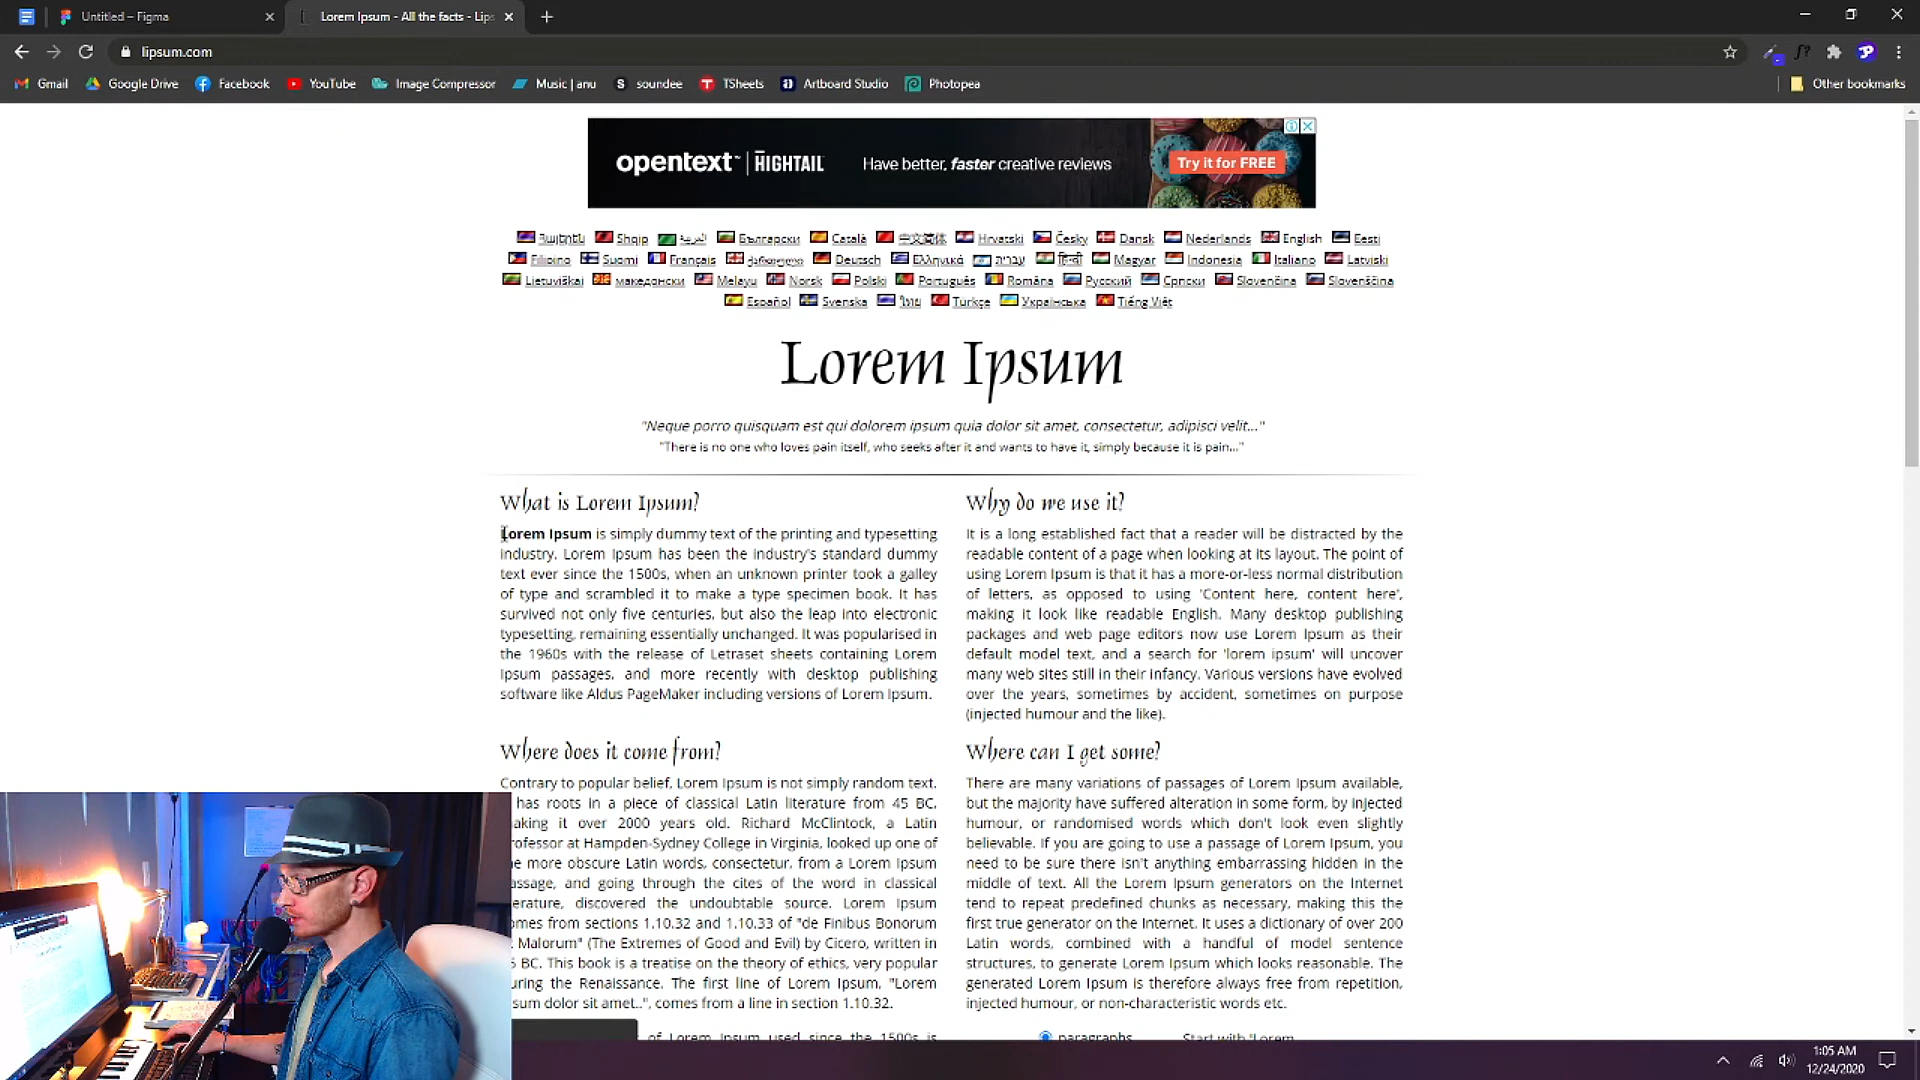 Untitled – Figma
Lorem Ipsum - All the facts - Lips
lipsum.com
Gmail Google Drive Facebook YouTube Image Compressor Music | anu S soundee T TSheets a Artboard Studio Photopea Other bookmarks
opentext™ | HIGHTAIL Have better, faster creative reviews Try it for FREE
Հայերեն Shqip العربية Български Català 中文简体 Hrvatski Česky Dansk Nederlands English Eesti
Filipino Suomi Français ქართული Deutsch Ελληνικά עברית हिन्दी Magyar Indonesia Italiano Latviski
Lietuviškai македонски Melayu Norsk Polski Português Româna Русский Српски Slovenčina Slovenščina
Español Svenska ไทย Türkçe Українська Tiếng Việt
Lorem Ipsum
"Neque porro quisquam est qui dolorem ipsum quia dolor sit amet, consectetur, adipisci velit..."
"There is no one who loves pain itself, who seeks after it and wants to have it, simply because it is pain..."
What is Lorem Ipsum?
Lorem Ipsum is simply dummy text of the printing and typesetting
industry. Lorem Ipsum has been the industry's standard dummy
text ever since the 1500s, when an unknown printer took a galley
of type and scrambled it to make a type specimen book. It has
survived not only five centuries, but also the leap into electronic
typesetting, remaining essentially unchanged. It was popularised in
the 1960s with the release of Letraset sheets containing Lorem
Ipsum passages, and more recently with desktop publishing
software like Aldus PageMaker including versions of Lorem Ipsum.
Why do we use it?
It is a long established fact that a reader will be distracted by the
readable content of a page when looking at its layout. The point of
using Lorem Ipsum is that it has a more-or-less normal distribution
of letters, as opposed to using 'Content here, content here',
making it look like readable English. Many desktop publishing
packages and web page editors now use Lorem Ipsum as their
default model text, and a search for 'lorem ipsum' will uncover
many web sites still in their infancy. Various versions have evolved
over the years, sometimes by accident, sometimes on purpose
(injected humour and the like).
Where does it come from?
Contrary to popular belief, Lorem Ipsum is not simply random text.
has roots in a piece of classical Latin literature from 45 BC,
aking it over 2000 years old. Richard McClintock, a Latin
rofessor at Hampden-Sydney College in Virginia, looked up one of
e more obscure Latin words, consectetur, from a Lorem Ipsum
assage, and going through the cites of the word in classical
erature, discovered the undoubtable source. Lorem Ipsum
omes from sections 1.10.32 and 1.10.33 of "de Finibus Bonorum
Malorum" (The Extremes of Good and Evil) by Cicero, written in
5 BC. This book is a treatise on the theory of ethics, very popular
uring the Renaissance. The first line of Lorem Ipsum, "Lorem
sum dolor sit amet..", comes from a line in section 1.10.32.
of Lorem Ipsum used since the 1500s is
Where can I get some?
There are many variations of passages of Lorem Ipsum available,
but the majority have suffered alteration in some form, by injected
humour, or randomised words which don't look even slightly
believable. If you are going to use a passage of Lorem Ipsum, you
need to be sure there isn't anything embarrassing hidden in the
middle of text. All the Lorem Ipsum generators on the Internet
tend to repeat predefined chunks as necessary, making this the
first true generator on the Internet. It uses a dictionary of over 200
Latin words, combined with a handful of model sentence
structures, to generate Lorem Ipsum which looks reasonable. The
generated Lorem Ipsum is therefore always free from repetition,
injected humour, or non-characteristic words etc.
paragraphs
Start with 'Lorem
1:05 AM
12/24/2020